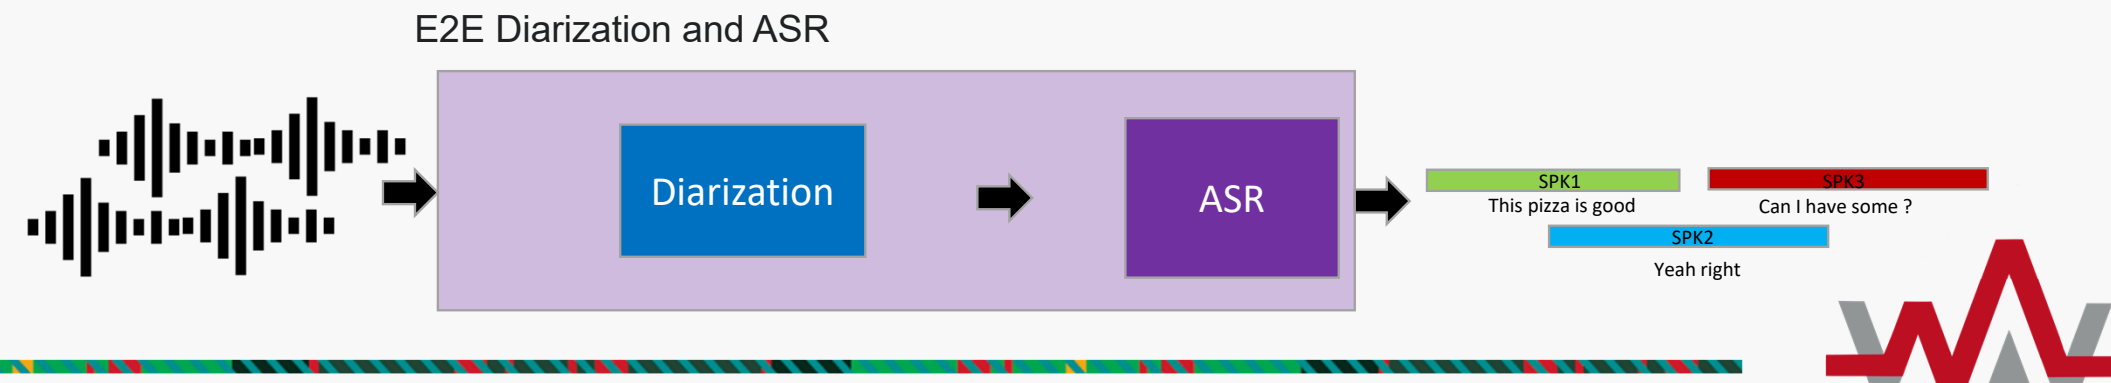 E2E Diarization and ASR
Diarization
ASR
SPK1
This pizza is good
SPK3
Can I have some ?
SPK2
Yeah right